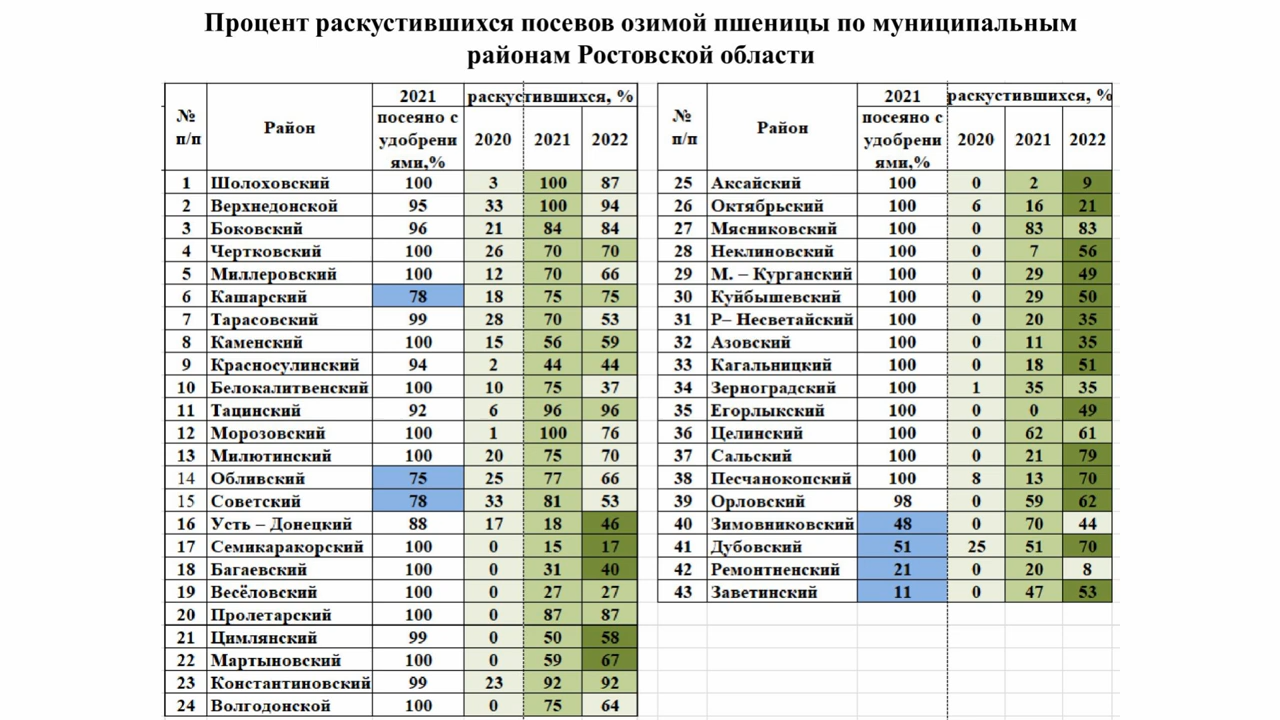 Процент раскустившихся посевов озимой пшеницы по муниципальным
районам Ростовской области
№ п/п Район 2021 посеяно с удобрени ями,% раскустившихся, % 2020 2021 2022
1 Шолоховский 100 3 100 87
2 Верхнедонской 95 33 100 94
3 Боковский 96 21 84 84
4 Чертковский 100 26 70 70
5 Миллеровский 100 12 70 66
6 Кашарский 78 18 75 75
7 Тарасовский 99 28 70 53
8 Каменский 100 15 56 59
9 Красносулинский 94 2 44 44
10 Белокалитвенский 100 10 75 37
11 Тацинский 92 6 96 96
12 Морозовский 100 1 100 76
13 Милютинский 100 20 75 70
14 Обливский 75 25 77 66
15 Советский 78 33 81 53
16 Усть – Донецкий 88 17 18 46
17 Семикаракорский 100 0 15 17
18 Багаевский 100 0 31 40
19 Весёловский 100 0 27 27
20 Пролетарский 100 0 87 87
21 Цимлянский 99 0 50 58
22 Мартыновский 100 0 59 67
23 Константиновский 99 23 92 92
24 Волгодонской 100 0 75 64
№ п/п Район 2021 посеяно с удобрени ями,% раскустившихся, % 2020 2021 2022
25 Аксайский 100 0 2 9
26 Октябрьский 100 6 16 21
27 Мясниковский 100 0 83 83
28 Неклиновский 100 0 7 56
29 М. – Курганский 100 0 29 49
30 Куйбышевский 100 0 29 50
31 Р– Несветайский 100 0 20 35
32 Азовский 100 0 11 35
33 Кагальницкий 100 0 18 51
34 Зерноградский 100 1 35 35
35 Егорлыкский 100 0 0 49
36 Целинский 100 0 62 61
37 Сальский 100 0 21 79
38 Песчанокопский 100 8 13 70
39 Орловский 98 0 59 62
40 Зимовниковский 48 0 70 44
41 Дубовский 51 25 51 70
42 Ремонтненский 21 0 20 8
43 Заветинский 11 0 47 53